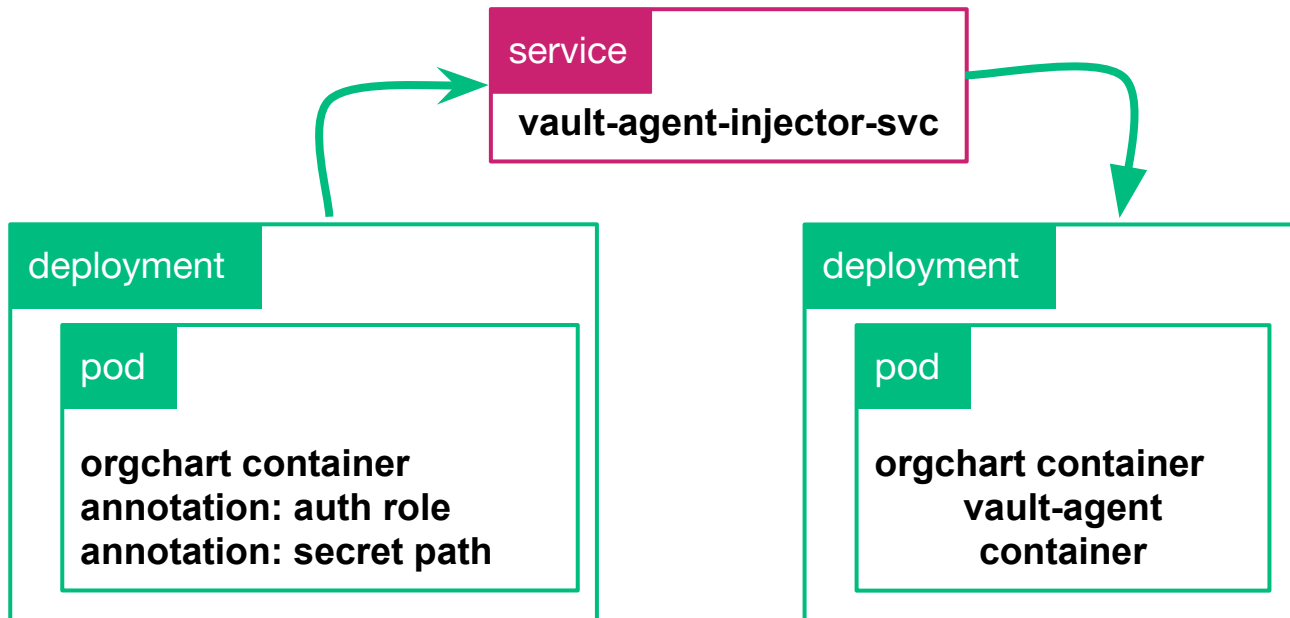 service
vault-agent-injector-svc
deployment
pod
orgchart container
annotation: auth role
annotation: secret path
deployment
pod
orgchart container
vault-agent
container